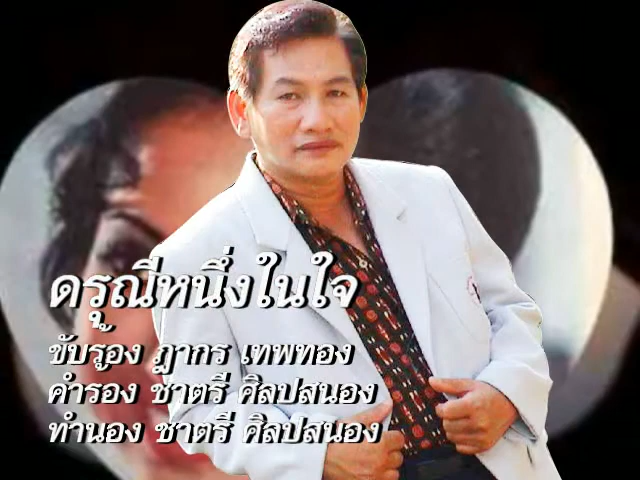 ดรุณีหนึ่งในใจ
ขับร้อง ฎากร เทพทอง
คำร้อง ชาตรี ศิลปสนอง
ทำนอง ชาตรี ศิลปสนอง